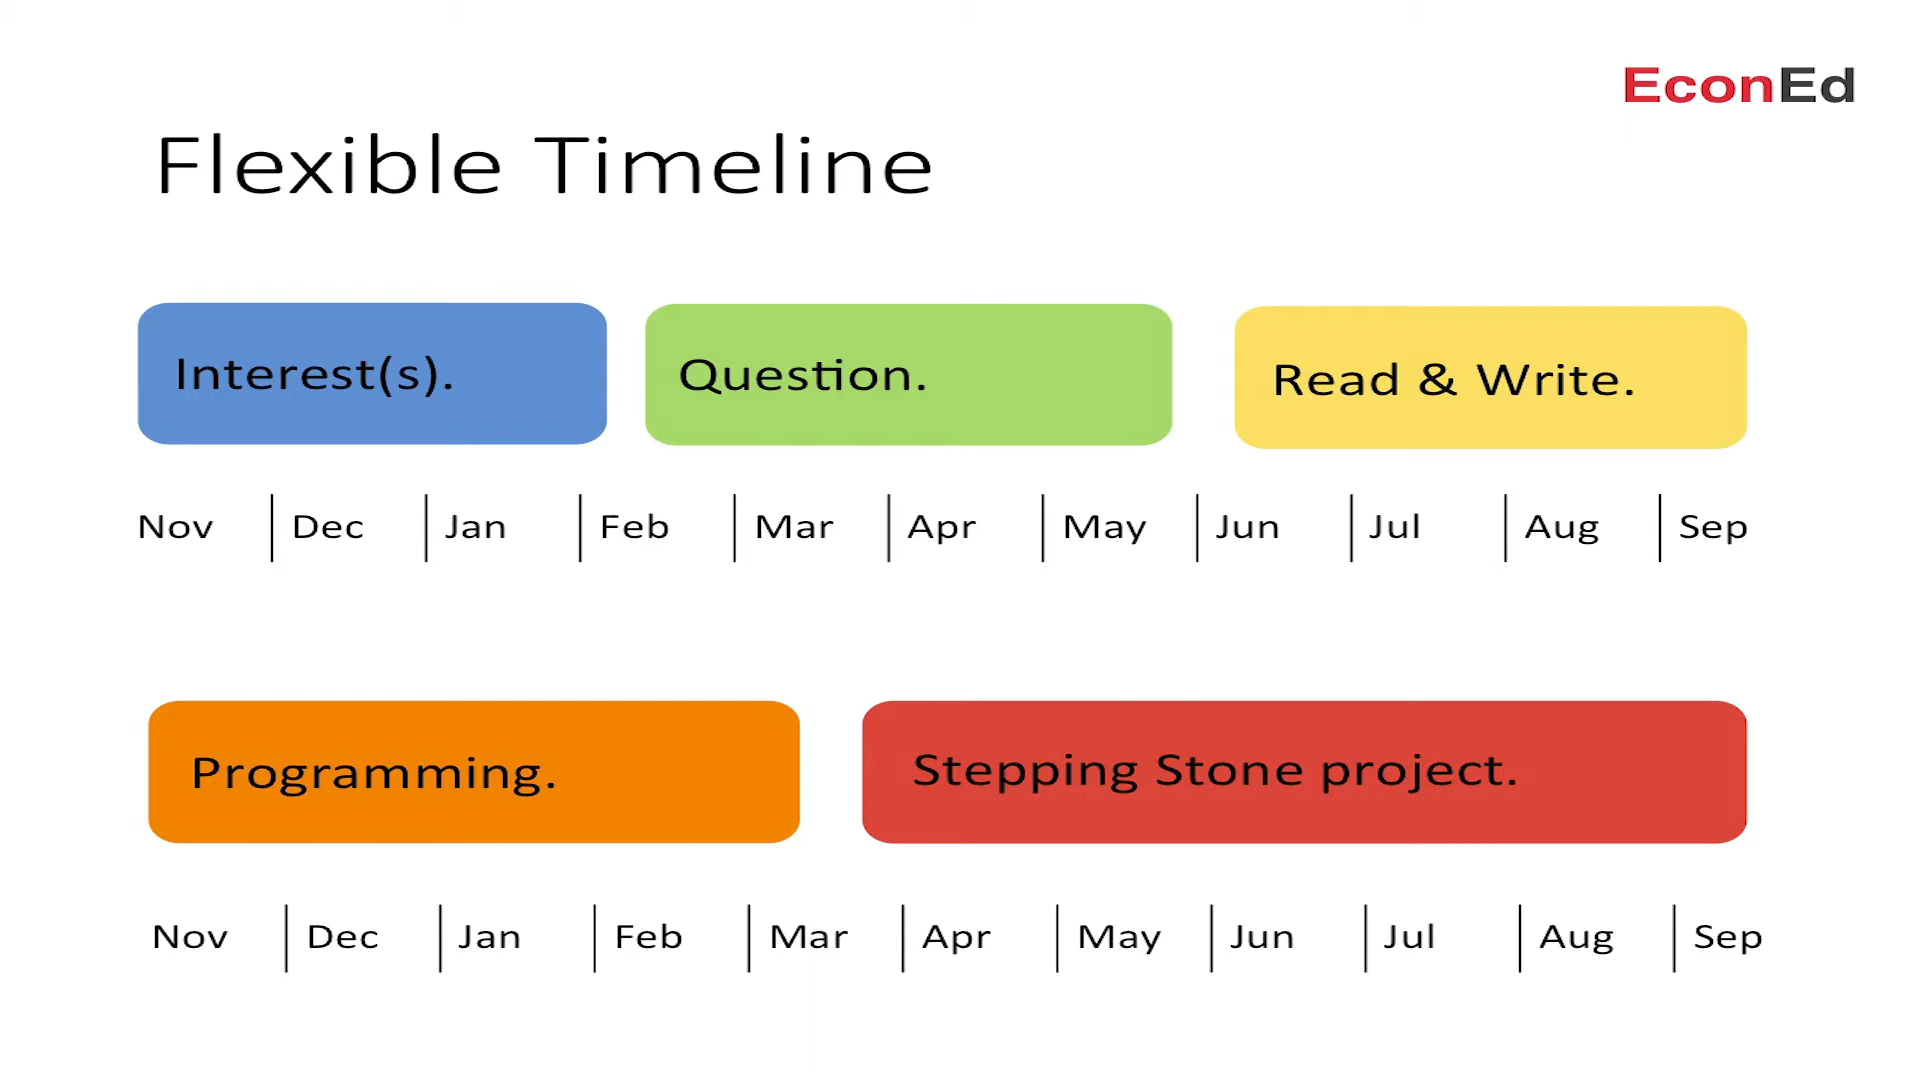 EconEd
Flexible Timeline
Interest(s). Question. Read & Write.
Nov Dec Jan Feb Mar Apr May Jun Jul Aug Sep
Programming. Stepping Stone project.
Nov Dec Jan Feb Mar Apr May Jun Jul Aug Sep